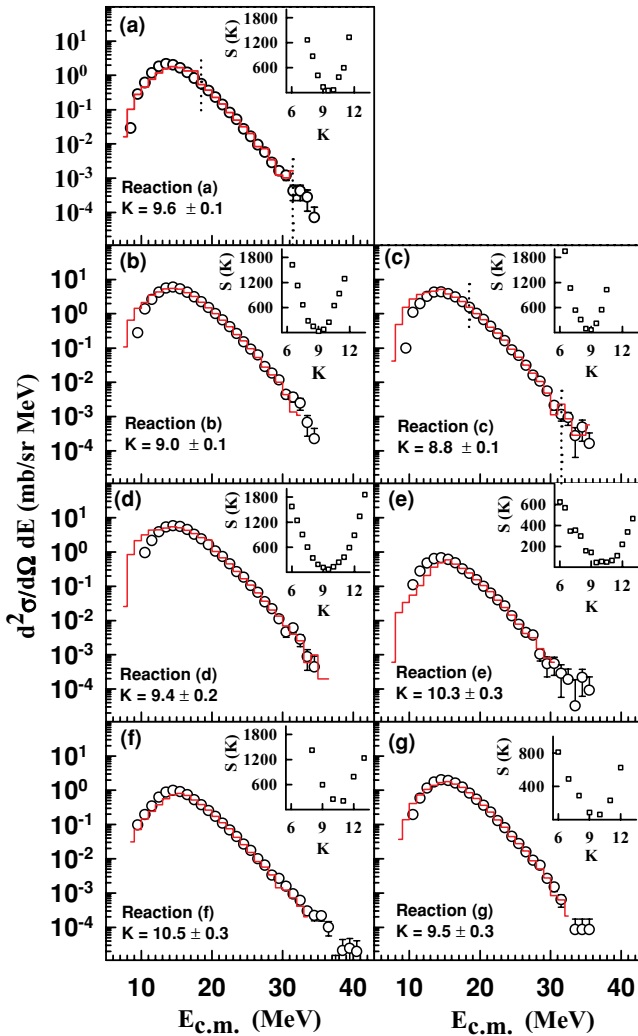 (a)
S (K)
1800
1200
600
6 9 12
K
10¹
10⁰
10⁻¹
10⁻²
10⁻³
10⁻⁴
Reaction (a)
K = 9.6 ± 0.1
(b)
S (K)
1800
1200
600
6 9 12
K
10¹
10⁰
10⁻¹
10⁻²
10⁻³
10⁻⁴
Reaction (b)
K = 9.0 ± 0.1
(c)
S (K)
1800
1200
600
6 9 12
K
Reaction (c)
K = 8.8 ± 0.1
d²σ/dΩ dE (mb/sr MeV)
(d)
S (K)
1800
1200
600
6 9 12
K
10¹
10⁰
10⁻¹
10⁻²
10⁻³
10⁻⁴
Reaction (d)
K = 9.4 ± 0.2
(e)
S (K)
600
400
200
6 9 12
K
Reaction (e)
K = 10.3 ± 0.3
(f)
S (K)
1800
1200
600
6 9 12
K
10¹
10⁰
10⁻¹
10⁻²
10⁻³
10⁻⁴
Reaction (f)
K = 10.5 ± 0.3
(g)
S (K)
800
400
6 9 12
K
Reaction (g)
K = 9.5 ± 0.3
10 20 30 40 10 20 30 40
E c.m. (MeV) E c.m. (MeV)